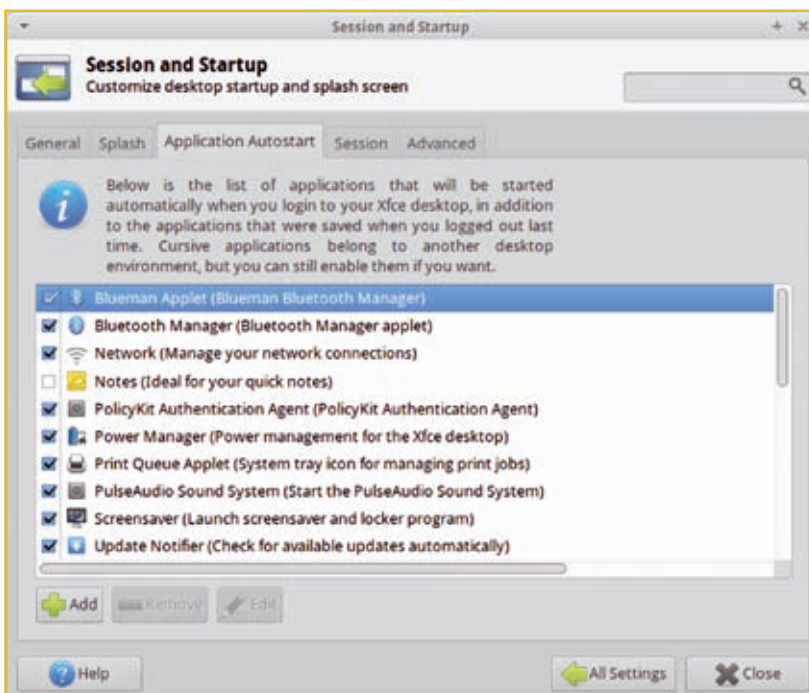 Session and Startup
Session and Startup
Customize desktop startup and splash screen
General Splash Application Autostart Session Advanced
Below is the list of applications that will be started
automatically when you login to your Xfce desktop, in addition
to the applications that were saved when you logged out last
time. Cursive applications belong to another desktop
environment, but you can still enable them if you want.
Blueman Applet (Blueman Bluetooth Manager)
Bluetooth Manager (Bluetooth Manager applet)
Network (Manage your network connections)
Notes (Ideal for your quick notes)
PolicyKit Authentication Agent (PolicyKit Authentication Agent)
Power Manager (Power management for the Xfce desktop)
Print Queue Applet (System tray icon for managing print jobs)
PulseAudio Sound System (Start the PulseAudio Sound System)
Screensaver (Launch screensaver and locker program)
Update Notifier (Check for available updates automatically)
Add Remove Edit
Help All Settings Close